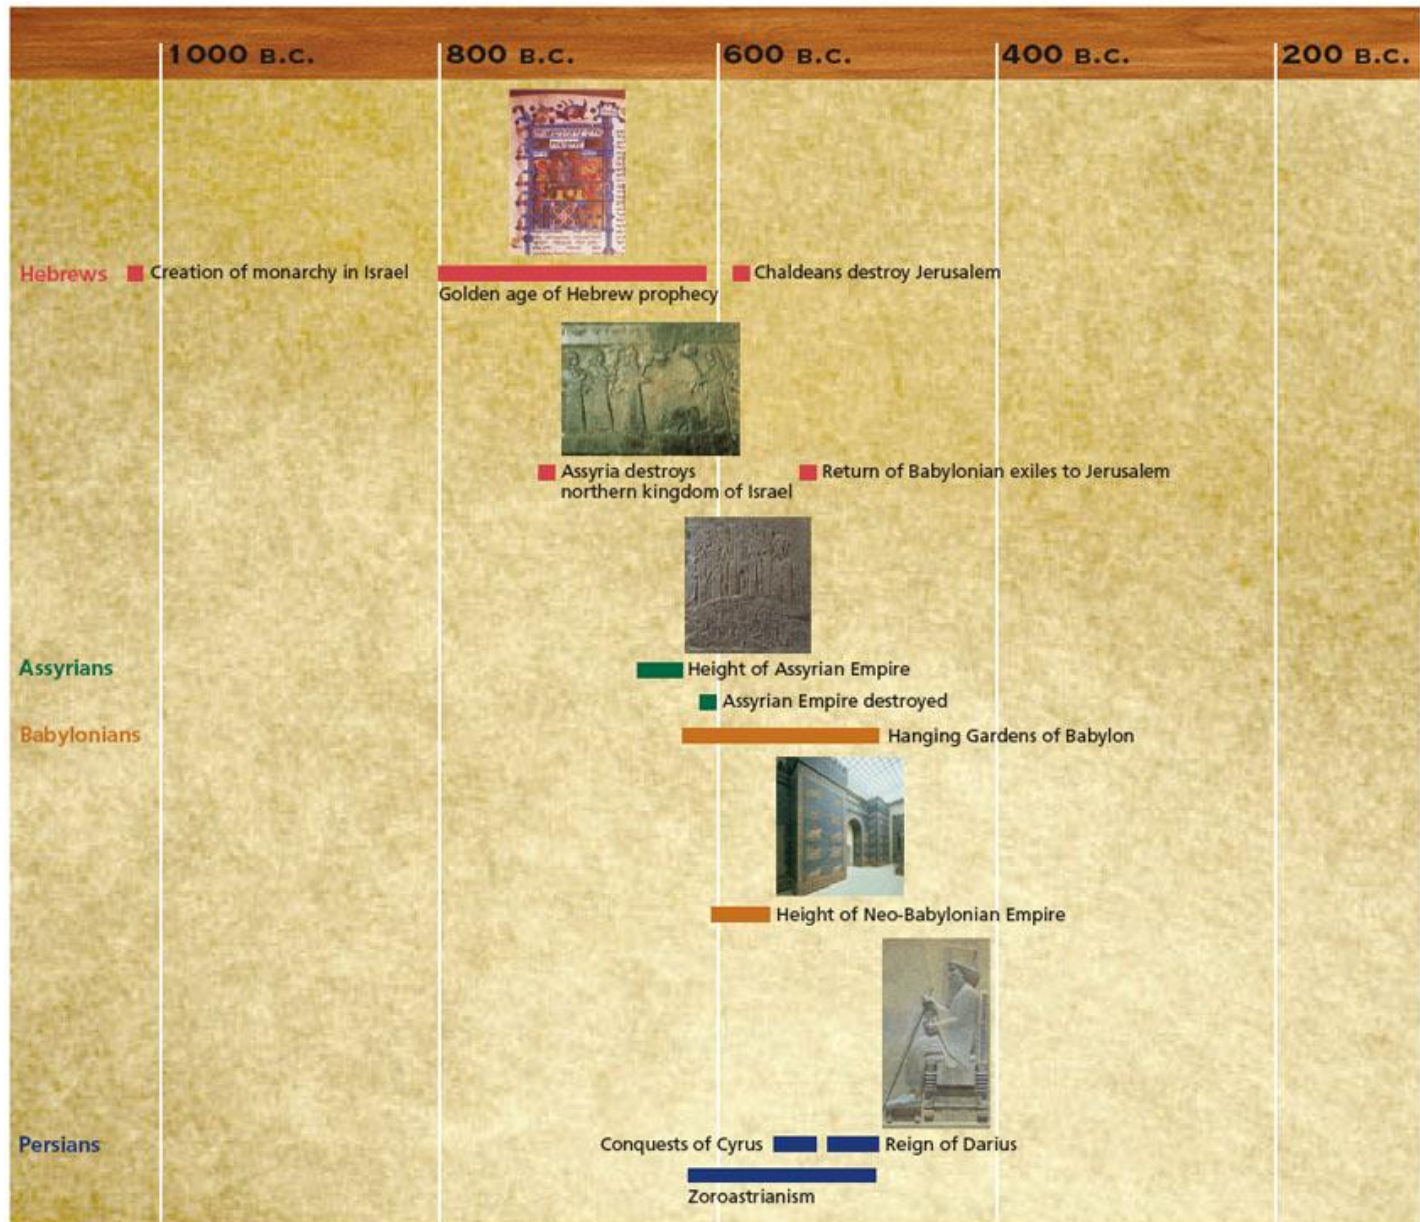 1000 B.C. 800 B.C. 600 B.C. 400 B.C. 200 B.C.
Hebrews Creation of monarchy in Israel Chaldeans destroy Jerusalem
Golden age of Hebrew prophecy
Assyria destroys Return of Babylonian exiles to Jerusalem
northern kingdom of Israel
Assyrians Height of Assyrian Empire
Assyrian Empire destroyed
Babylonians Hanging Gardens of Babylon
Height of Neo-Babylonian Empire
Persians Conquests of Cyrus Reign of Darius
Zoroastrianism